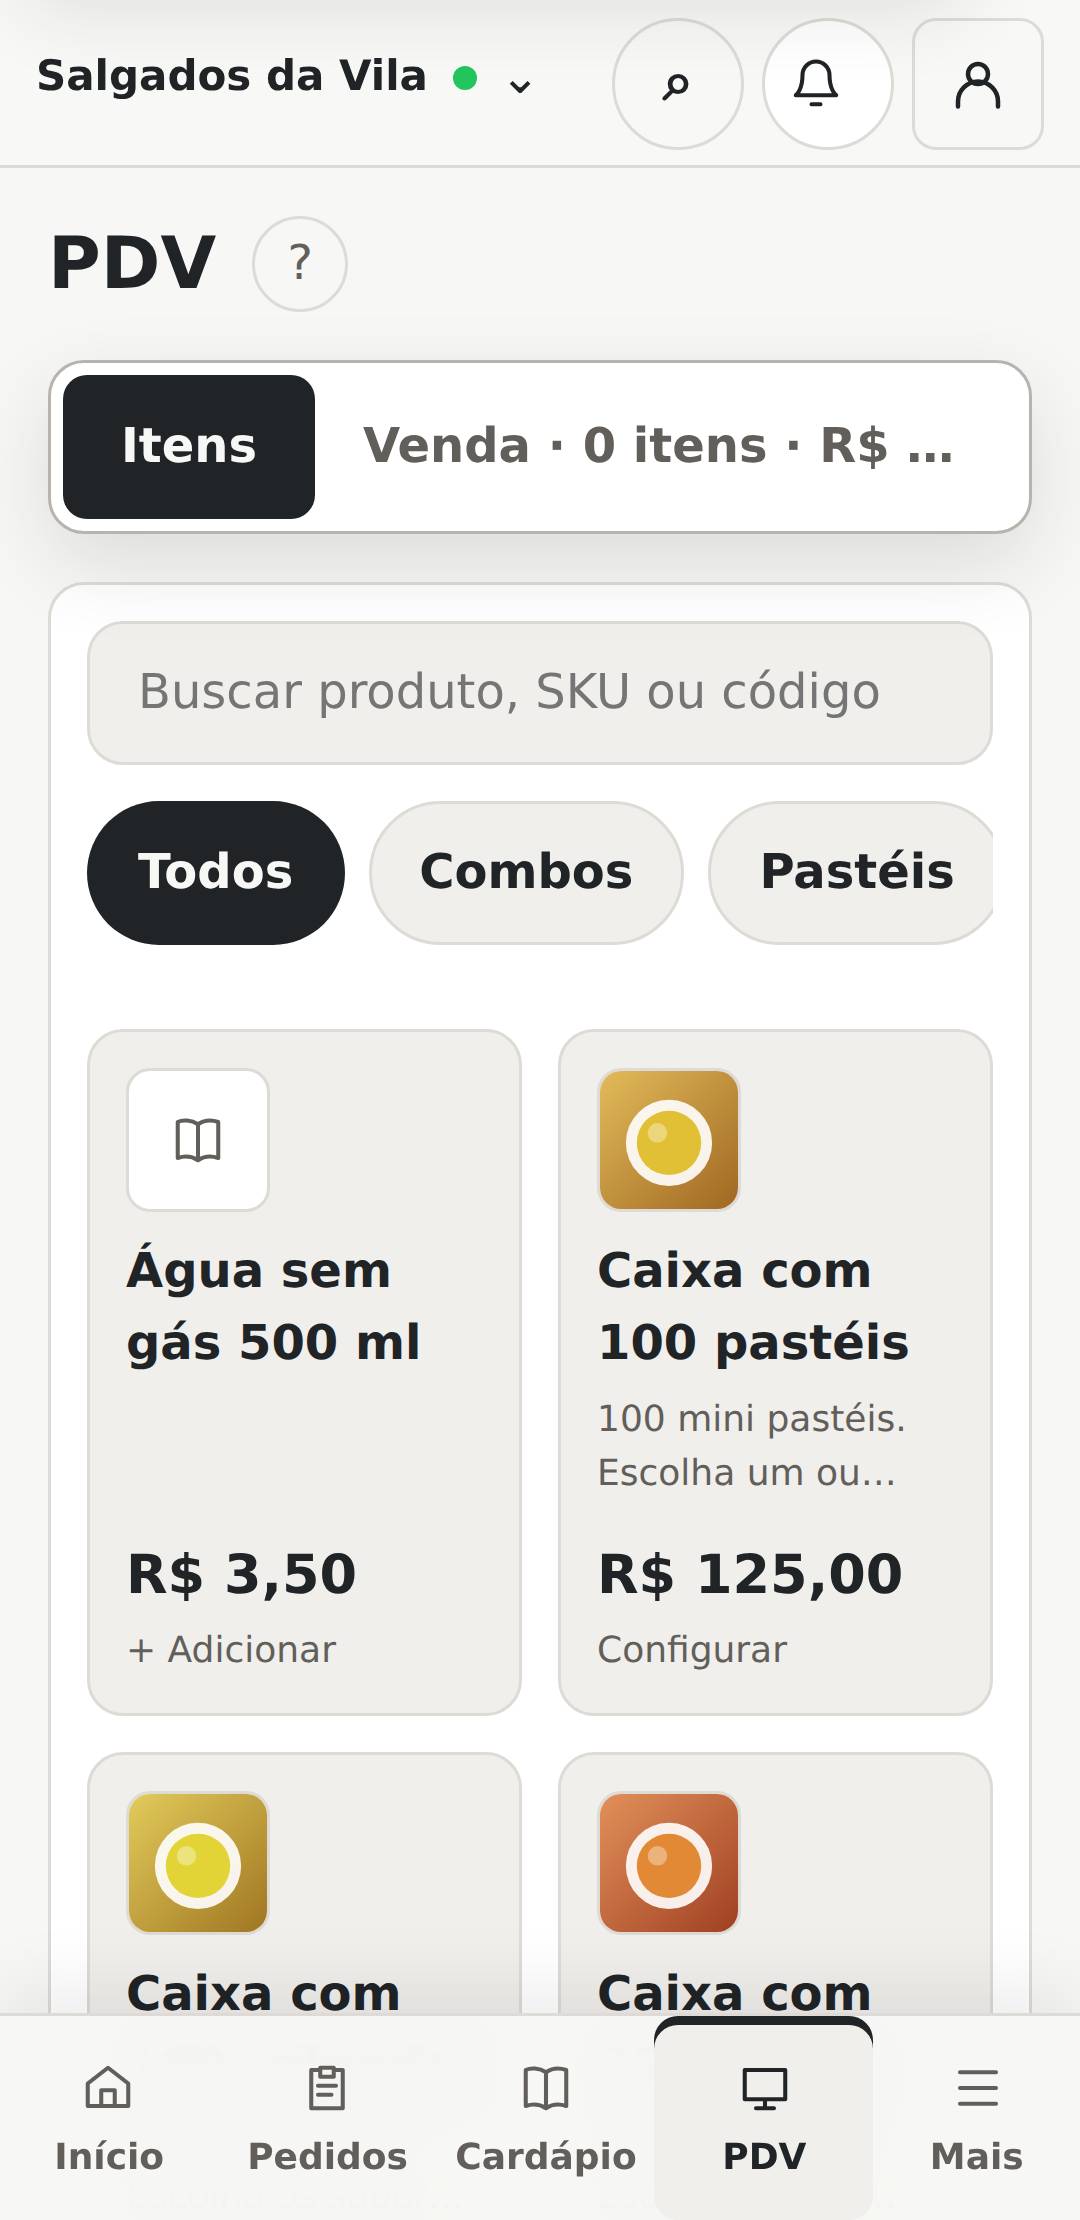 Salgados da Vila
PDV ?
Itens Venda · 0 itens · R$ ...
Buscar produto, SKU ou código
Todos Combos Pastéis
Água sem
gás 500 ml
R$ 3,50
+ Adicionar
Caixa com
100 pastéis
100 mini pastéis.
Escolha um ou...
R$ 125,00
Configurar
Caixa com
Caixa com
Início Pedidos Cardápio PDV Mais